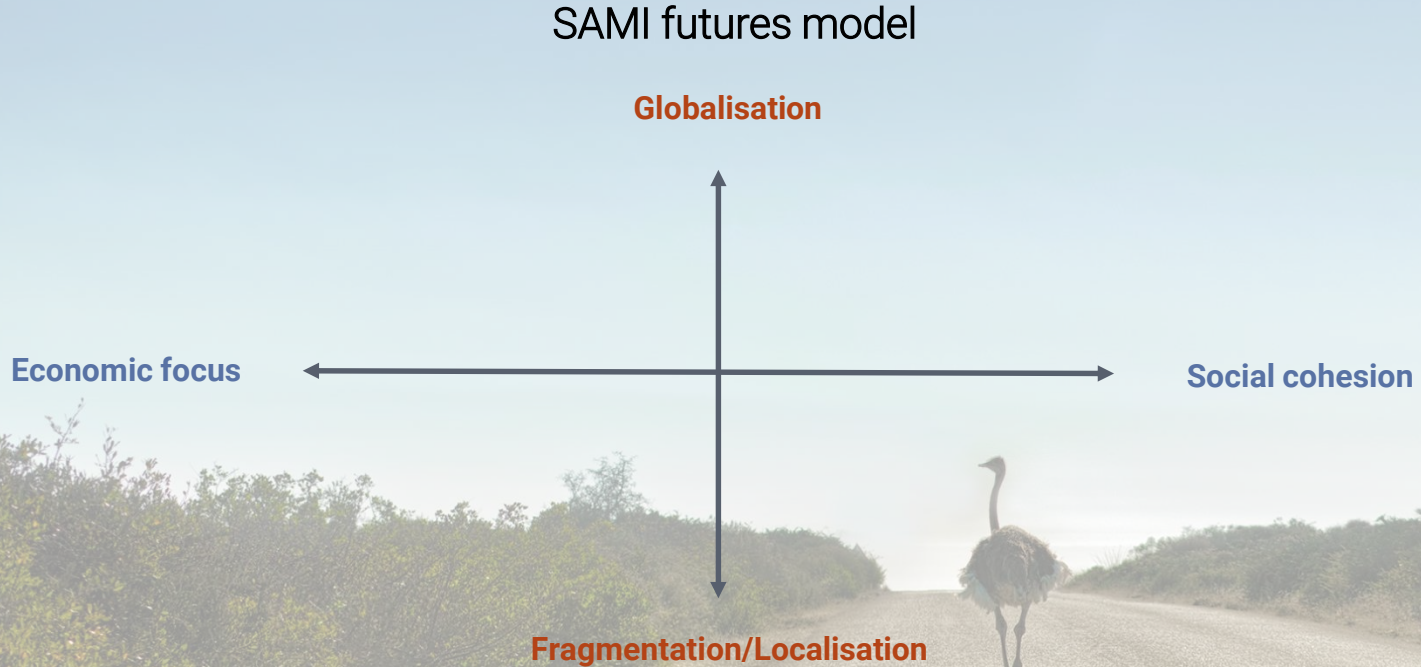 SAMI futures model
Globalisation
Economic focus
Social cohesion
Fragmentation/Localisation